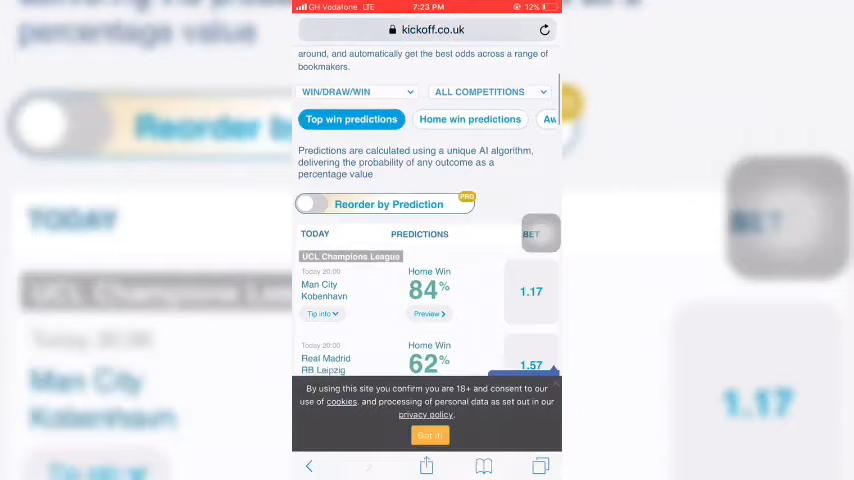 GH Vodafone LTE 7:23 PM 12%
kickoff.co.uk
around, and automatically get the best odds across a range of
bookmakers.
WIN/DRAW/WIN ALL COMPETITIONS
Top win predictions Home win predictions Aw
Predictions are calculated using a unique AI algorithm,
delivering the probability of any outcome as a
percentage value
PRO
Reorder by Prediction
TODAY PREDICTIONS BET
UCL Champions League
Today 20:00 Home Win
Man City 84% 1.17
Kobenhavn
Tip info Preview
Today 20:00 Home Win
Real Madrid 62% 1.57
RB Leipzig
By using this site you confirm you are 18+ and consent to our
use of cookies, and processing of personal data as set out in our
privacy policy.
Got it!